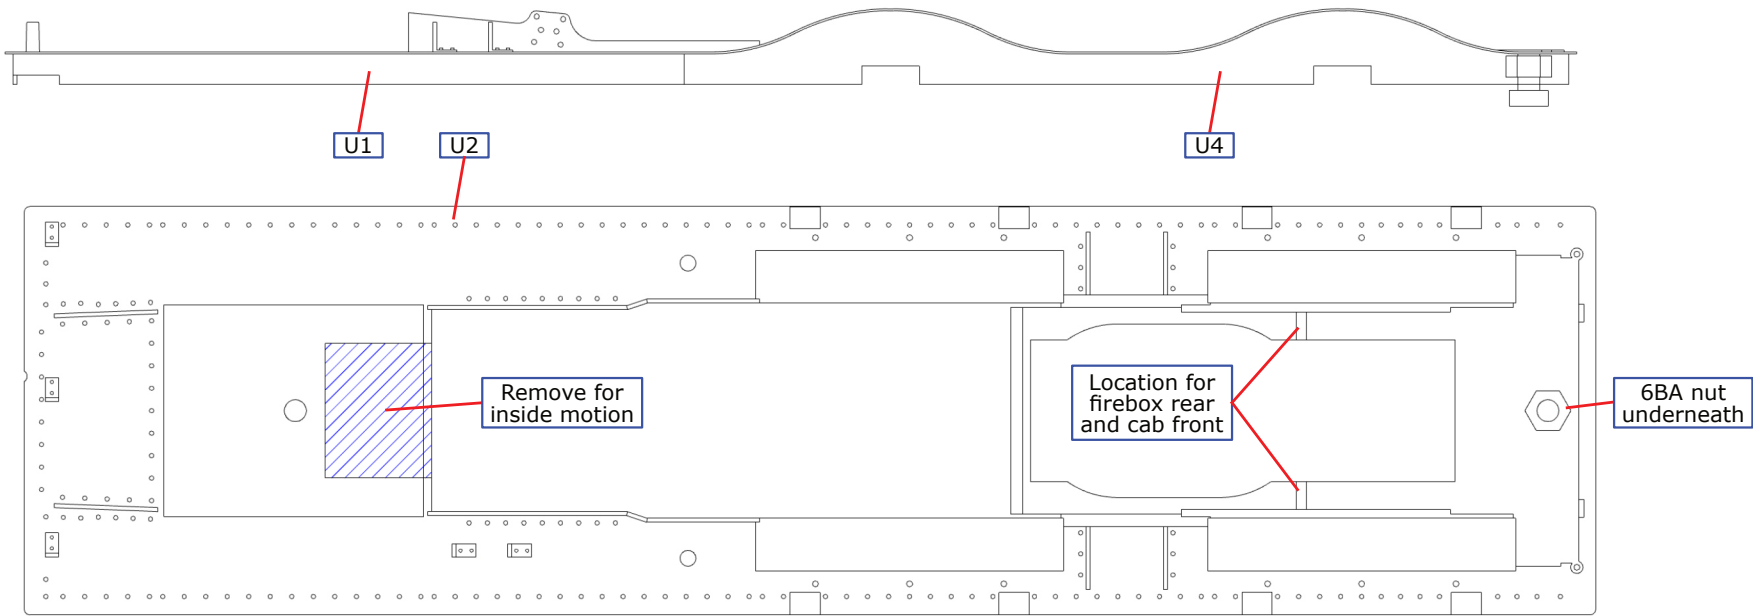 U1
U2
U4
Remove for
inside motion
Location for
firebox rear
and cab front
6BA nut
underneath